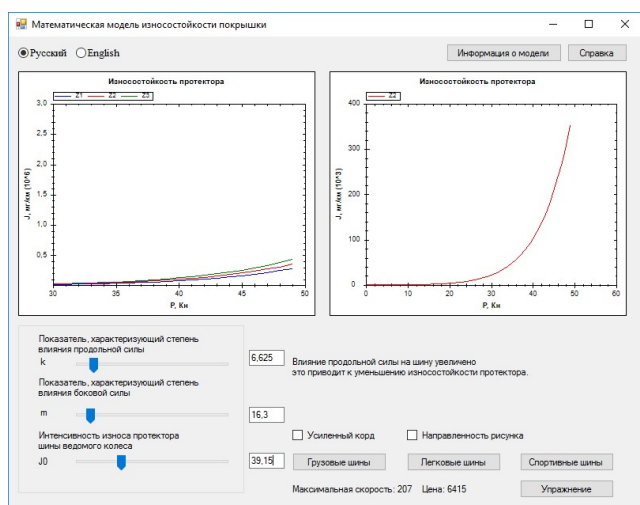 Математическая модель износостойкости покрышки
Русский English
Информация о модели Справка
Износостойкость протектора
Z1 Z2 Z3
3,0
2,5
2,0
1,5
1,0
0,5
J, мг/км (10^6)
30 35 40 45 50
P, Кн
Износостойкость протектора
Z2
400
300
200
100
0
J, мг/км (10^3)
0 10 20 30 40 50 60
P, Кн
Показатель, характеризующий степень
влияния продольной силы
k
6,625
Влияние продольной силы на шину увеличено
это приводит к уменьшению износостойкости протектора.
Показатель, характеризующий степень
влияния боковой силы
m
16,3
Интенсивность износа протектора
шины ведомого колеса
J0
39,15
Усиленный корд Направленность рисунка
Грузовые шины Легковые шины Спортивные шины
Максимальная скорость: 207 Цена: 6415 Упражнение